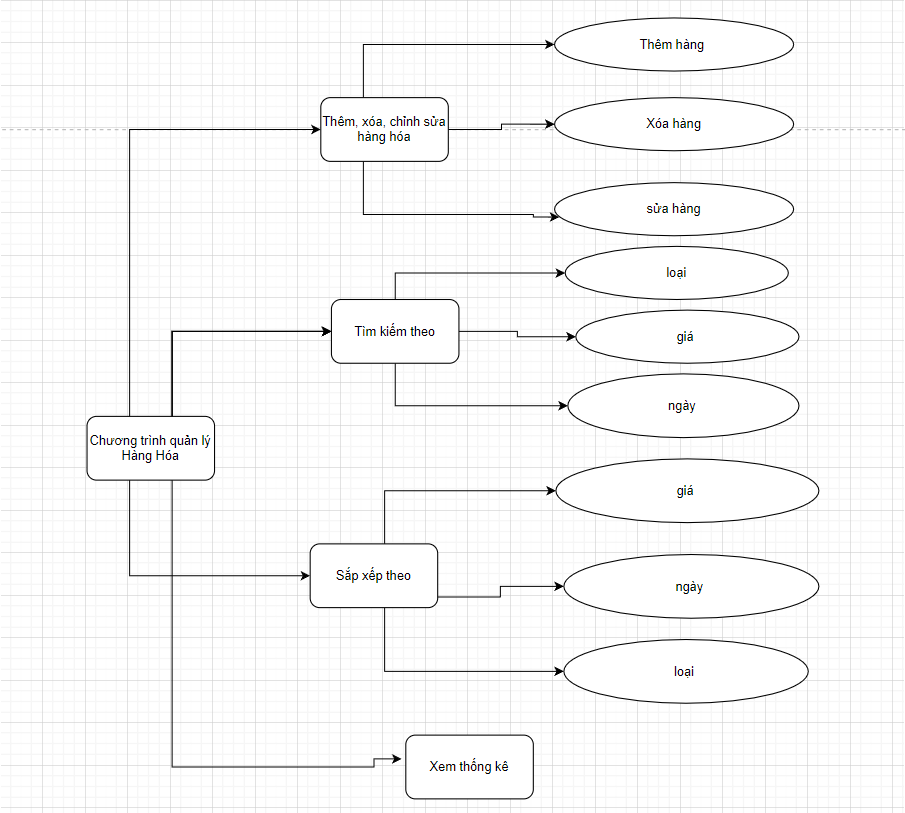 Thêm hàng
Thêm, xóa, chỉnh sửa
hàng hóa
Xóa hàng
sửa hàng
loại
Tìm kiếm theo
giá
ngày
Chương trình quản lý
Hàng Hóa
giá
Sắp xếp theo
ngày
loại
Xem thống kê